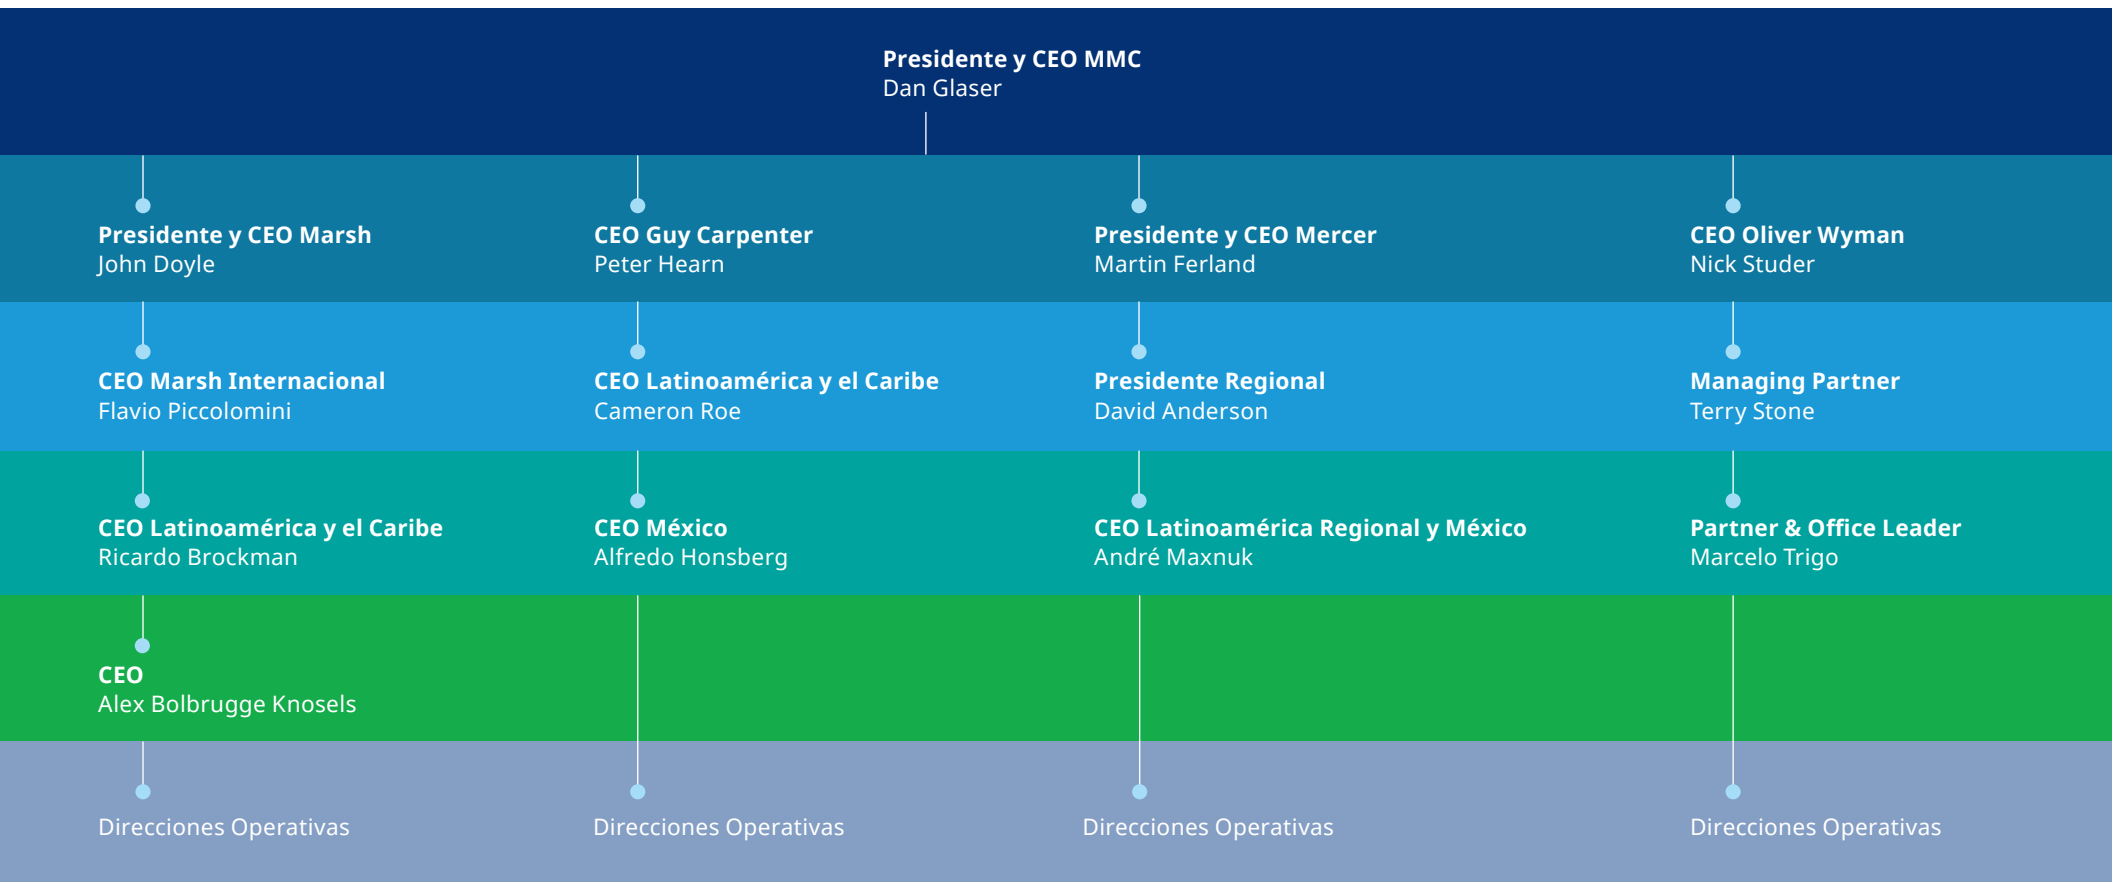 Presidente y CEO MMC
Dan Glaser
Presidente y CEO Marsh
John Doyle
CEO Guy Carpenter
Peter Hearn
Presidente y CEO Mercer
Martin Ferland
CEO Oliver Wyman
Nick Studer
CEO Marsh Internacional
Flavio Piccolomini
CEO Latinoamérica y el Caribe
Cameron Roe
Presidente Regional
David Anderson
Managing Partner
Terry Stone
CEO Latinoamérica y el Caribe
Ricardo Brockman
CEO México
Alfredo Honsberg
CEO Latinoamérica Regional y México
André Maxnuk
Partner & Office Leader
Marcelo Trigo
CEO
Alex Bolbrugge Knosels
Direcciones Operativas
Direcciones Operativas
Direcciones Operativas
Direcciones Operativas